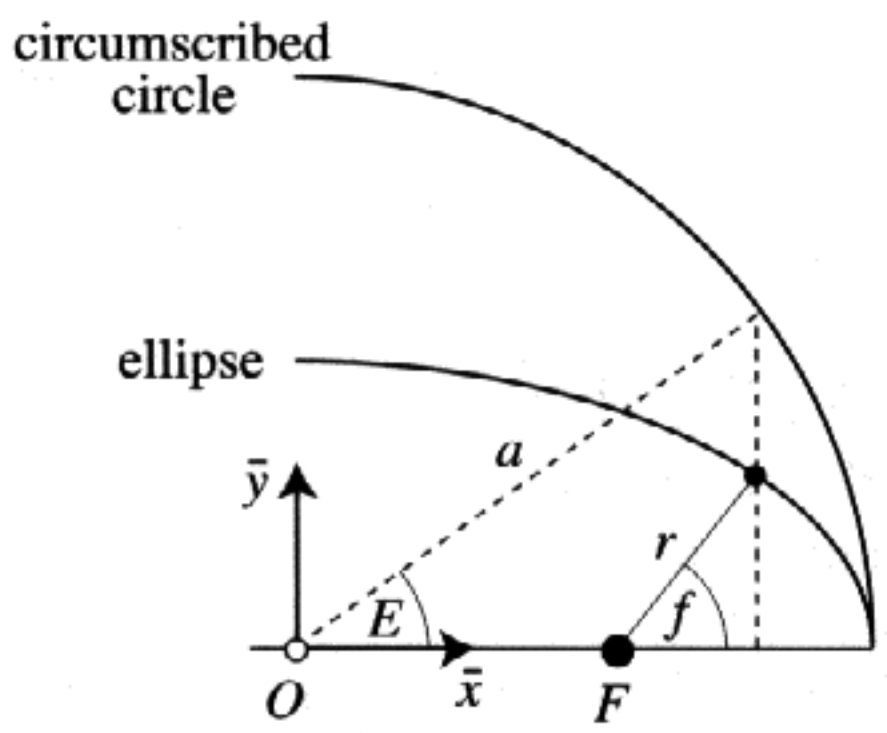 circumscribed
circle
ellipse
a
ȳ
r
E
f
O
x̄
F